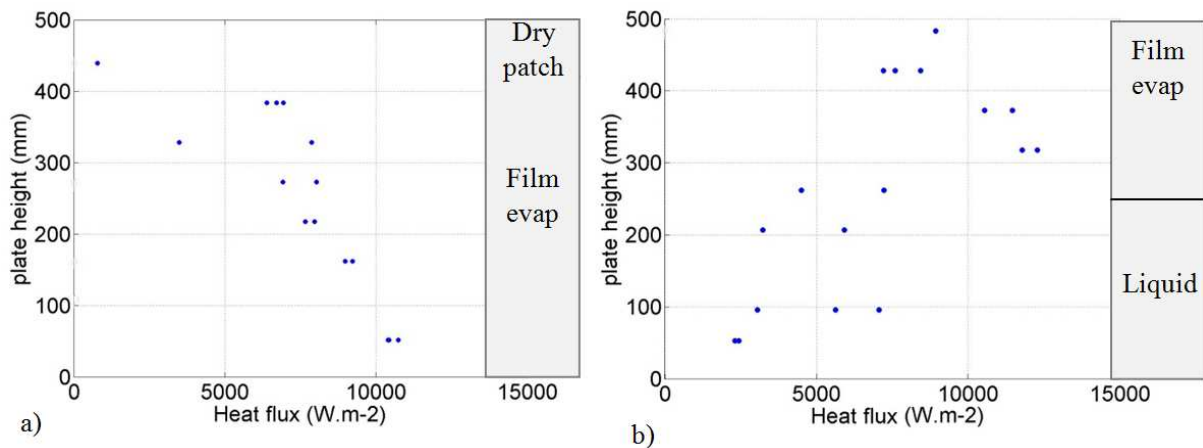 500
400
300
200
100
0
plate height (mm)
0
5000
10000
15000
Heat flux (W.m-2)
Dry
patch
Film
evap
a)
500
400
300
200
100
0
plate height (mm)
0
5000
10000
15000
Heat flux (W.m-2)
Film
evap
Liquid
b)